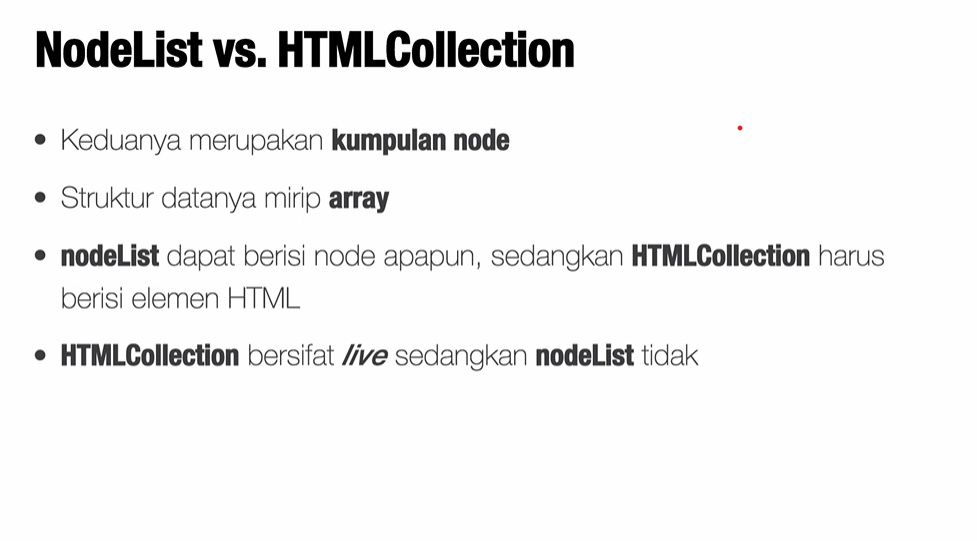 NodeList vs. HTMLCollection
• Keduanya merupakan kumpulan node
• Struktur datanya mirip array
• nodeList dapat berisi node apapun, sedangkan HTMLCollection harus
berisi elemen HTML
• HTMLCollection bersifat live sedangkan nodeList tidak